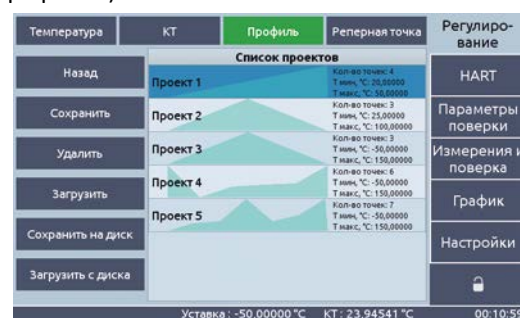 Температура
КТ
Профиль
Реперная точка
Регулиро-
вание
Список проектов
Назад
Сохранить
Удалить
Загрузить
Сохранить на диск
Загрузить с диска
Проект 1
Кол-во точек: 4
Т мин, °C: 20,00000
Т макс, °C: 50,00000
Проект 2
Кол-во точек: 3
Т мин, °C: 25,00000
Т макс, °C: 100,00000
Проект 3
Кол-во точек: 3
Т мин, °C: -50,00000
Т макс, °C: 150,00000
Проект 4
Кол-во точек: 6
Т мин, °C: -50,00000
Т макс, °C: 150,00000
Проект 5
Кол-во точек: 7
Т мин, °C: -50,00000
Т макс, °C: 150,00000
HART
Параметры
поверки
Измерения и
поверка
График
Настройки
Уставка : -50.00000 °C КТ : 23.94541 °C 00:10:59